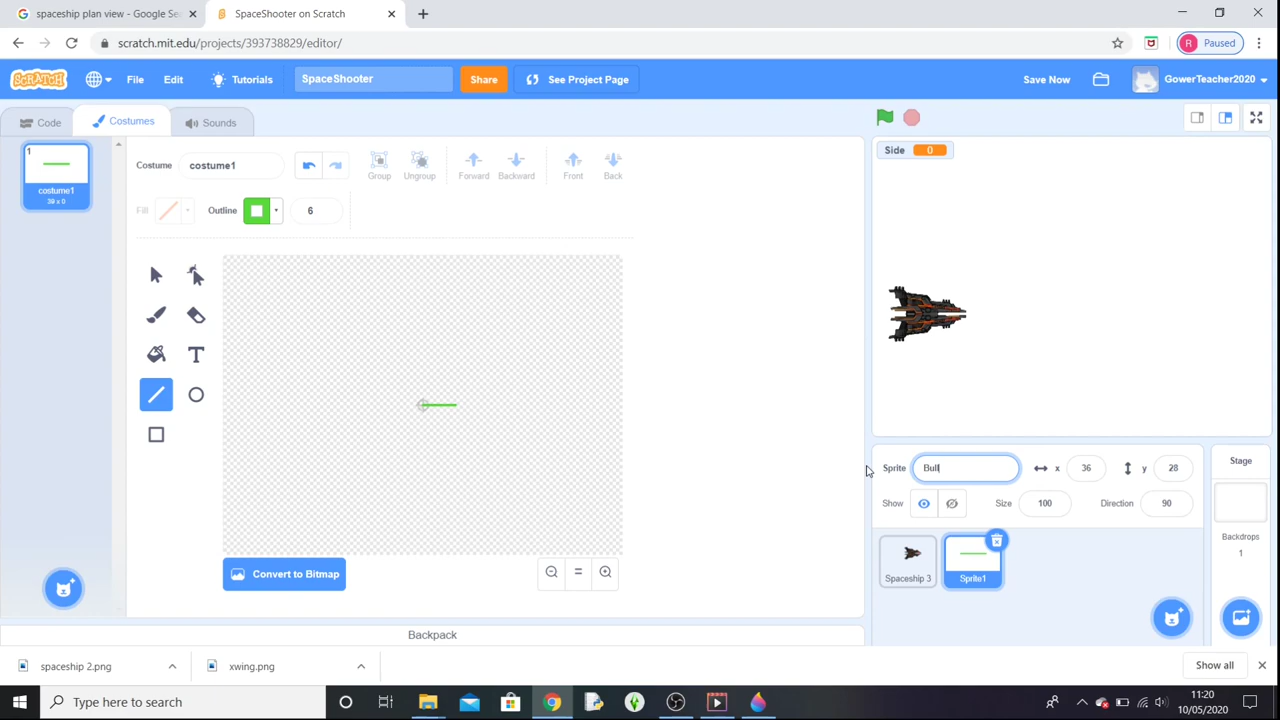 spaceship plan view - Google Sea
SpaceShooter on Scratch
scratch.mit.edu/projects/393738829/editor/
R Paused
SCRATCH
File
Edit
Tutorials
SpaceShooter
Share
See Project Page
Save Now
GowerTeacher2020
Code
Costumes
Sounds
1
costume1
39 x 0
Costume
costume1
Group
Ungroup
Forward
Backward
Front
Back
Fill
Outline
6
Convert to Bitmap
Backpack
Side 0
Sprite
Bull
x 36
y 28
Show
Size 100
Direction 90
Spaceship 3
Sprite1
Stage
Backdrops
1
spaceship 2.png
xwing.png
Show all
Type here to search
11:20
10/05/2020